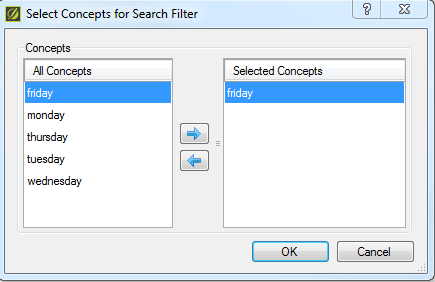 Select Concepts for Search Filter
?
Concepts
All Concepts
friday
monday
thursday
tuesday
wednesday
Selected Concepts
friday
OK
Cancel